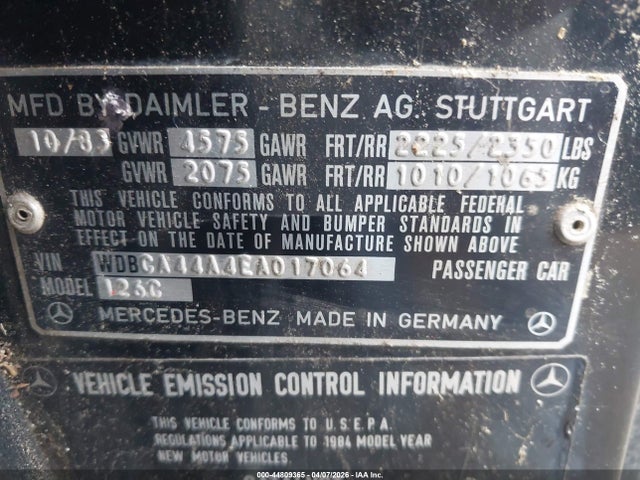 MFD BY DAIMLER - BENZ AG. STUTTGART
10/83 GVWR 4575 GAWR FRT/RR 2225/2350 LBS
GVWR 2075 GAWR FRT/RR 1010/1065 KG
THIS VEHICLE CONFORMS TO ALL APPLICABLE FEDERAL
MOTOR VEHICLE SAFETY AND BUMPER STANDARDS IN
EFFECT ON THE DATE OF MANUFACTURE SHOWN ABOVE
VIN WDBCA44A4EA017064 PASSENGER CAR
MODEL 126C
MERCEDES-BENZ MADE IN GERMANY
VEHICLE EMISSION CONTROL INFORMATION
THIS VEHICLE CONFORMS TO U.S.E.P.A.
REGULATIONS APPLICABLE TO 1984 MODEL YEAR
NEW MOTOR VEHICLES.
000-44809365 - 04/07/2026 - IAA Inc.